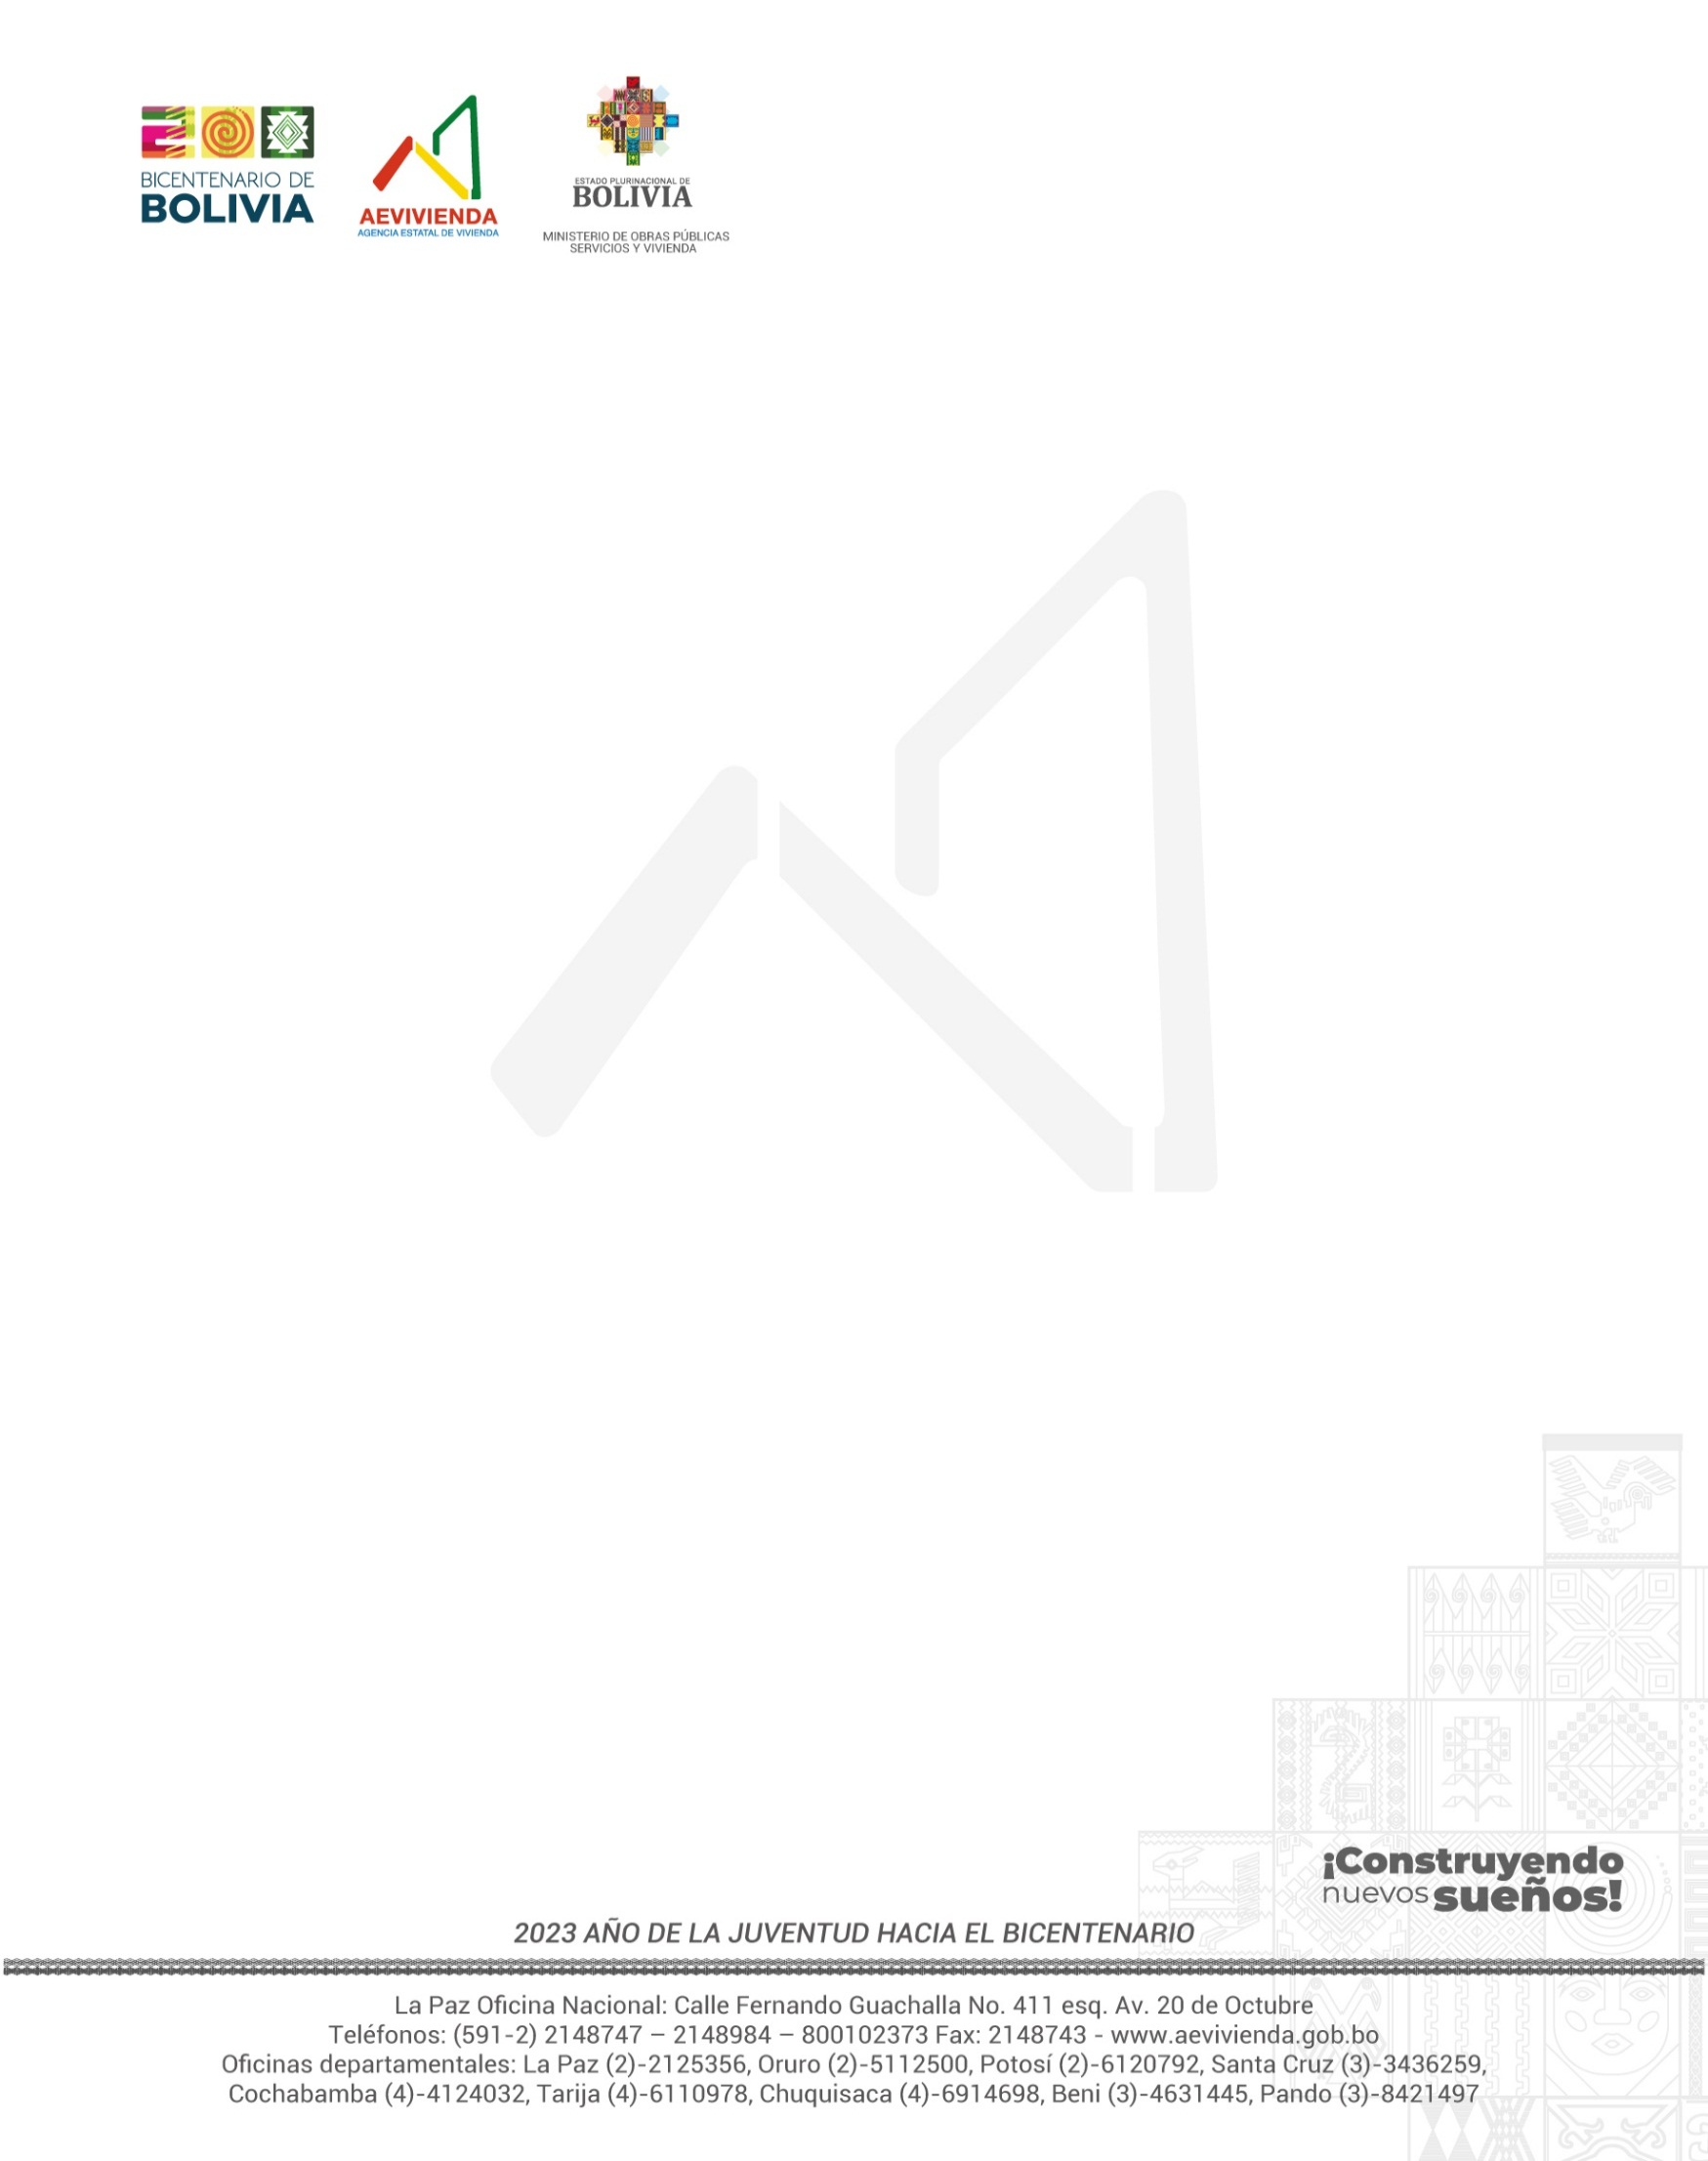 BICENTENARIO DE
BOLIVIA
AEVIVIENDA
AGENCIA ESTATAL DE VIVIENDA
ESTADO PLURINACIONAL DE
BOLIVIA
MINISTERIO DE OBRAS PÚBLICAS
SERVICIOS Y VIVIENDA
¡Construyendo
nuevos sueños!
2023 AÑO DE LA JUVENTUD HACIA EL BICENTENARIO
La Paz Oficina Nacional: Calle Fernando Guachalla No. 411 esq. Av. 20 de Octubre
Teléfonos: (591-2) 2148747 – 2148984 – 800102373 Fax: 2148743 - www.aevivienda.gob.bo
Oficinas departamentales: La Paz (2)-2125356, Oruro (2)-5112500, Potosí (2)-6120792, Santa Cruz (3)-3436259,
Cochabamba (4)-4124032, Tarija (4)-6110978, Chuquisaca (4)-6914698, Beni (3)-4631445, Pando (3)-8421497